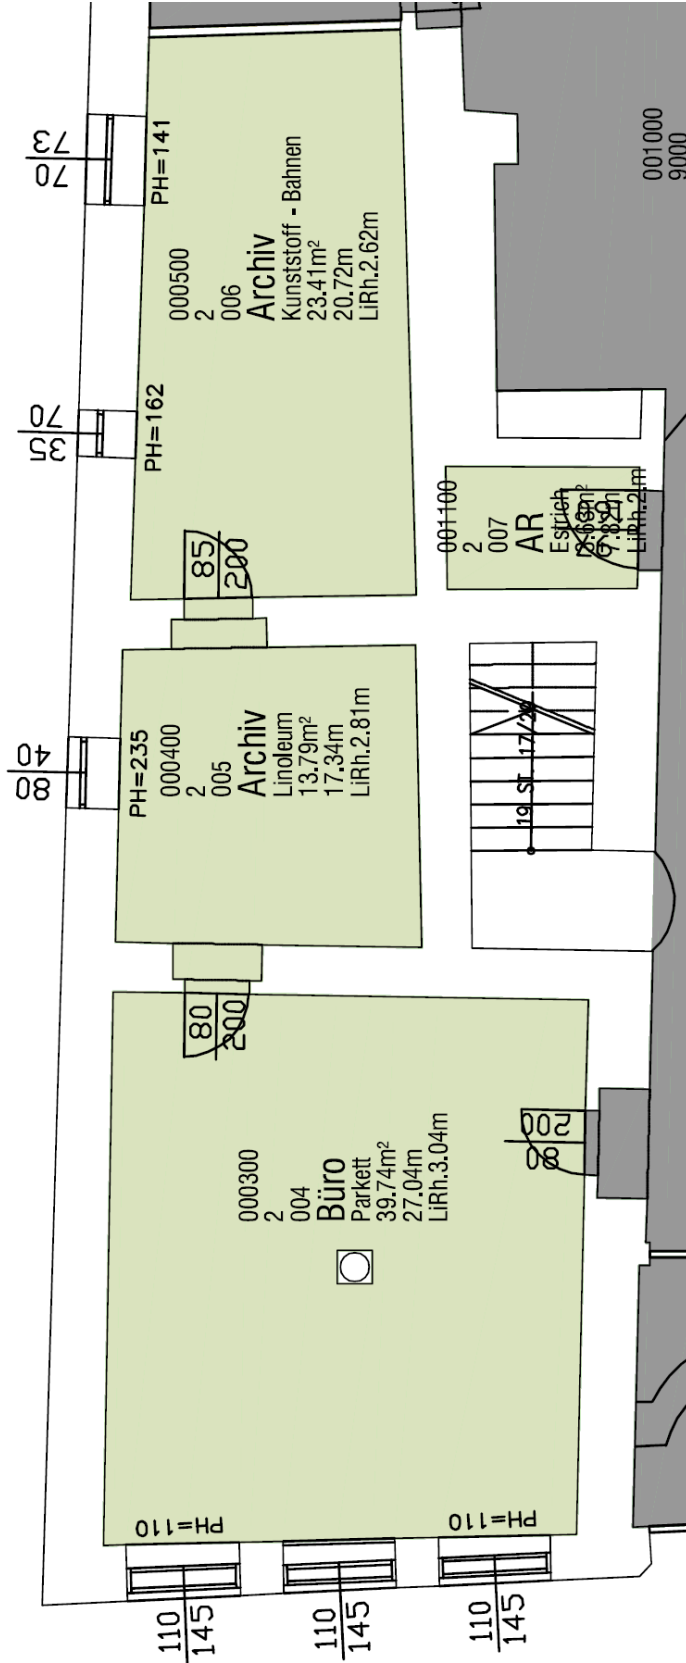 73
70
PH=141
000500
2
006
Archiv
Kunststoff - Bahnen
23.41m²
20.72m
LiRh.2.62m
001000
9000
70
35
PH=162
85
200
001100
2
007
AR
Estrich
LiRh.2.m
40
80
PH=235
000400
2
005
Archiv
Linoleum
13.79m²
17.34m
LiRh.2.81m
19 ST. 17/29
80
200
000300
2
004
Büro
Parkett
39.74m²
27.04m
LiRh.3.04m
200
80
PH=110
PH=110
110
145
110
145
110
145